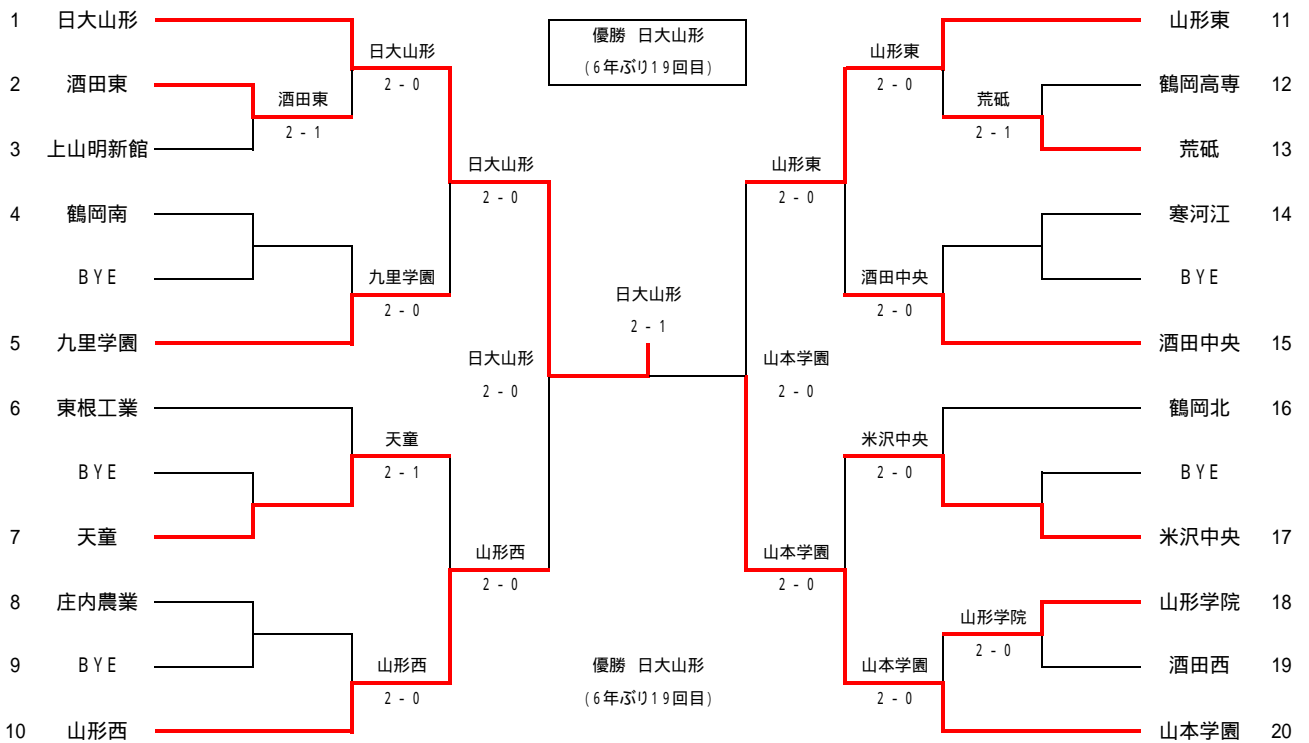 1 日大山形
2 酒田東
3 上山明新館
4 鶴岡南
BYE
5 九里学園
6 東根工業
BYE
7 天童
8 庄内農業
9 BYE
10 山形西
酒田東
2 - 1
日大山形
2 - 0
九里学園
2 - 0
天童
2 - 1
山形西
2 - 0
日大山形
2 - 0
日大山形
2 - 0
山形西
2 - 0
優勝 日大山形
(6年ぶり19回目)
日大山形
2 - 1
優勝 日大山形
(6年ぶり19回目)
山形東
2 - 0
山本学園
2 - 0
山本学園
2 - 0
山形東
2 - 0
酒田中央
2 - 0
米沢中央
2 - 0
山本学園
2 - 0
荒砥
2 - 1
山形学院
2 - 0
山形東 11
鶴岡高専 12
荒砥 13
寒河江 14
BYE
酒田中央 15
鶴岡北 16
BYE
米沢中央 17
山形学院 18
酒田西 19
山本学園 20